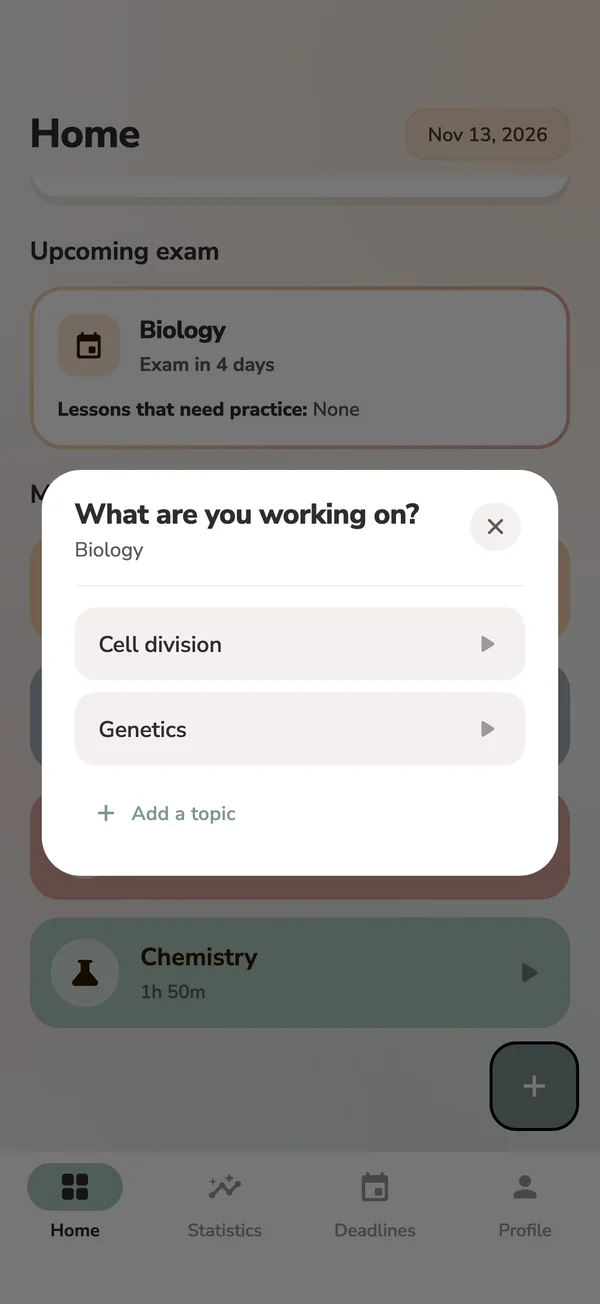 Home
Nov 13, 2026
Upcoming exam
Biology
Exam in 4 days
Lessons that need practice: None
What are you working on?
Biology
Cell division
Genetics
Add a topic
Chemistry
1h 50m
Home
Statistics
Deadlines
Profile